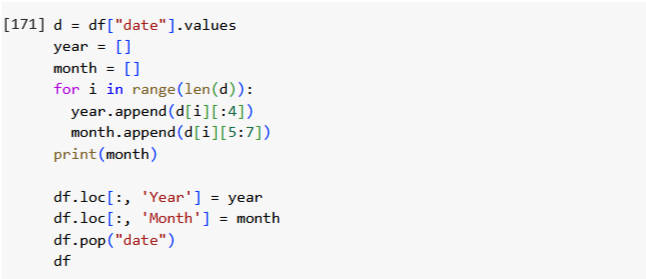 [171] d = df["date"].values
year = []
month = []
for i in range(len(d)):
  year.append(d[i][:4])
  month.append(d[i][5:7])
print(month)

df.loc[:, 'Year'] = year
df.loc[:, 'Month'] = month
df.pop("date")
df